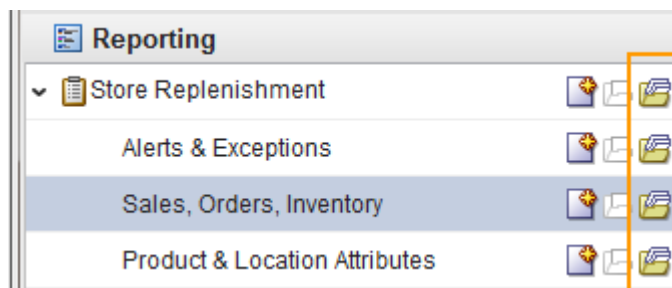 Reporting
Store Replenishment
Alerts & Exceptions
Sales, Orders, Inventory
Product & Location Attributes